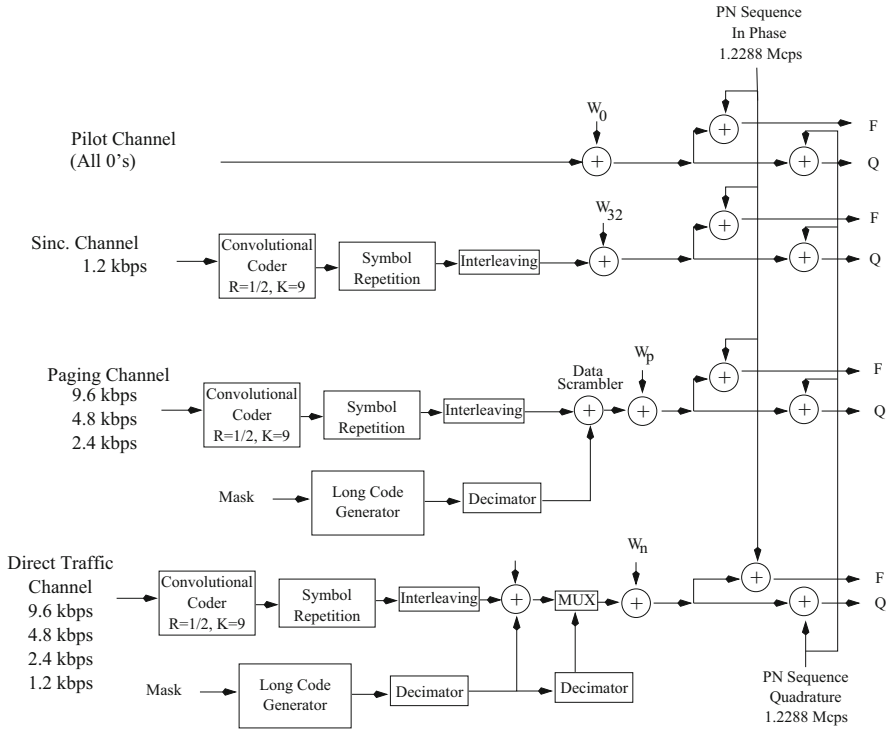 PN Sequence
In Phase
1.2288 Mcps
W0
Pilot Channel
(All 0's)
+
+
+
F
Q
W32
Sinc. Channel
1.2 kbps
Convolutional
Coder
R=1/2, K=9
Symbol
Repetition
Interleaving
+
+
+
F
Q
Paging Channel
9.6 kbps
4.8 kbps
2.4 kbps
Convolutional
Coder
R=1/2, K=9
Symbol
Repetition
Interleaving
Data
Scrambler
Wp
+
+
+
+
F
Q
Mask
Long Code
Generator
Decimator
Direct Traffic
Channel
9.6 kbps
4.8 kbps
2.4 kbps
1.2 kbps
Convolutional
Coder
R=1/2, K=9
Symbol
Repetition
Interleaving
+
MUX
Wn
+
+
+
F
Q
Mask
Long Code
Generator
Decimator
Decimator
PN Sequence
Quadrature
1.2288 Mcps